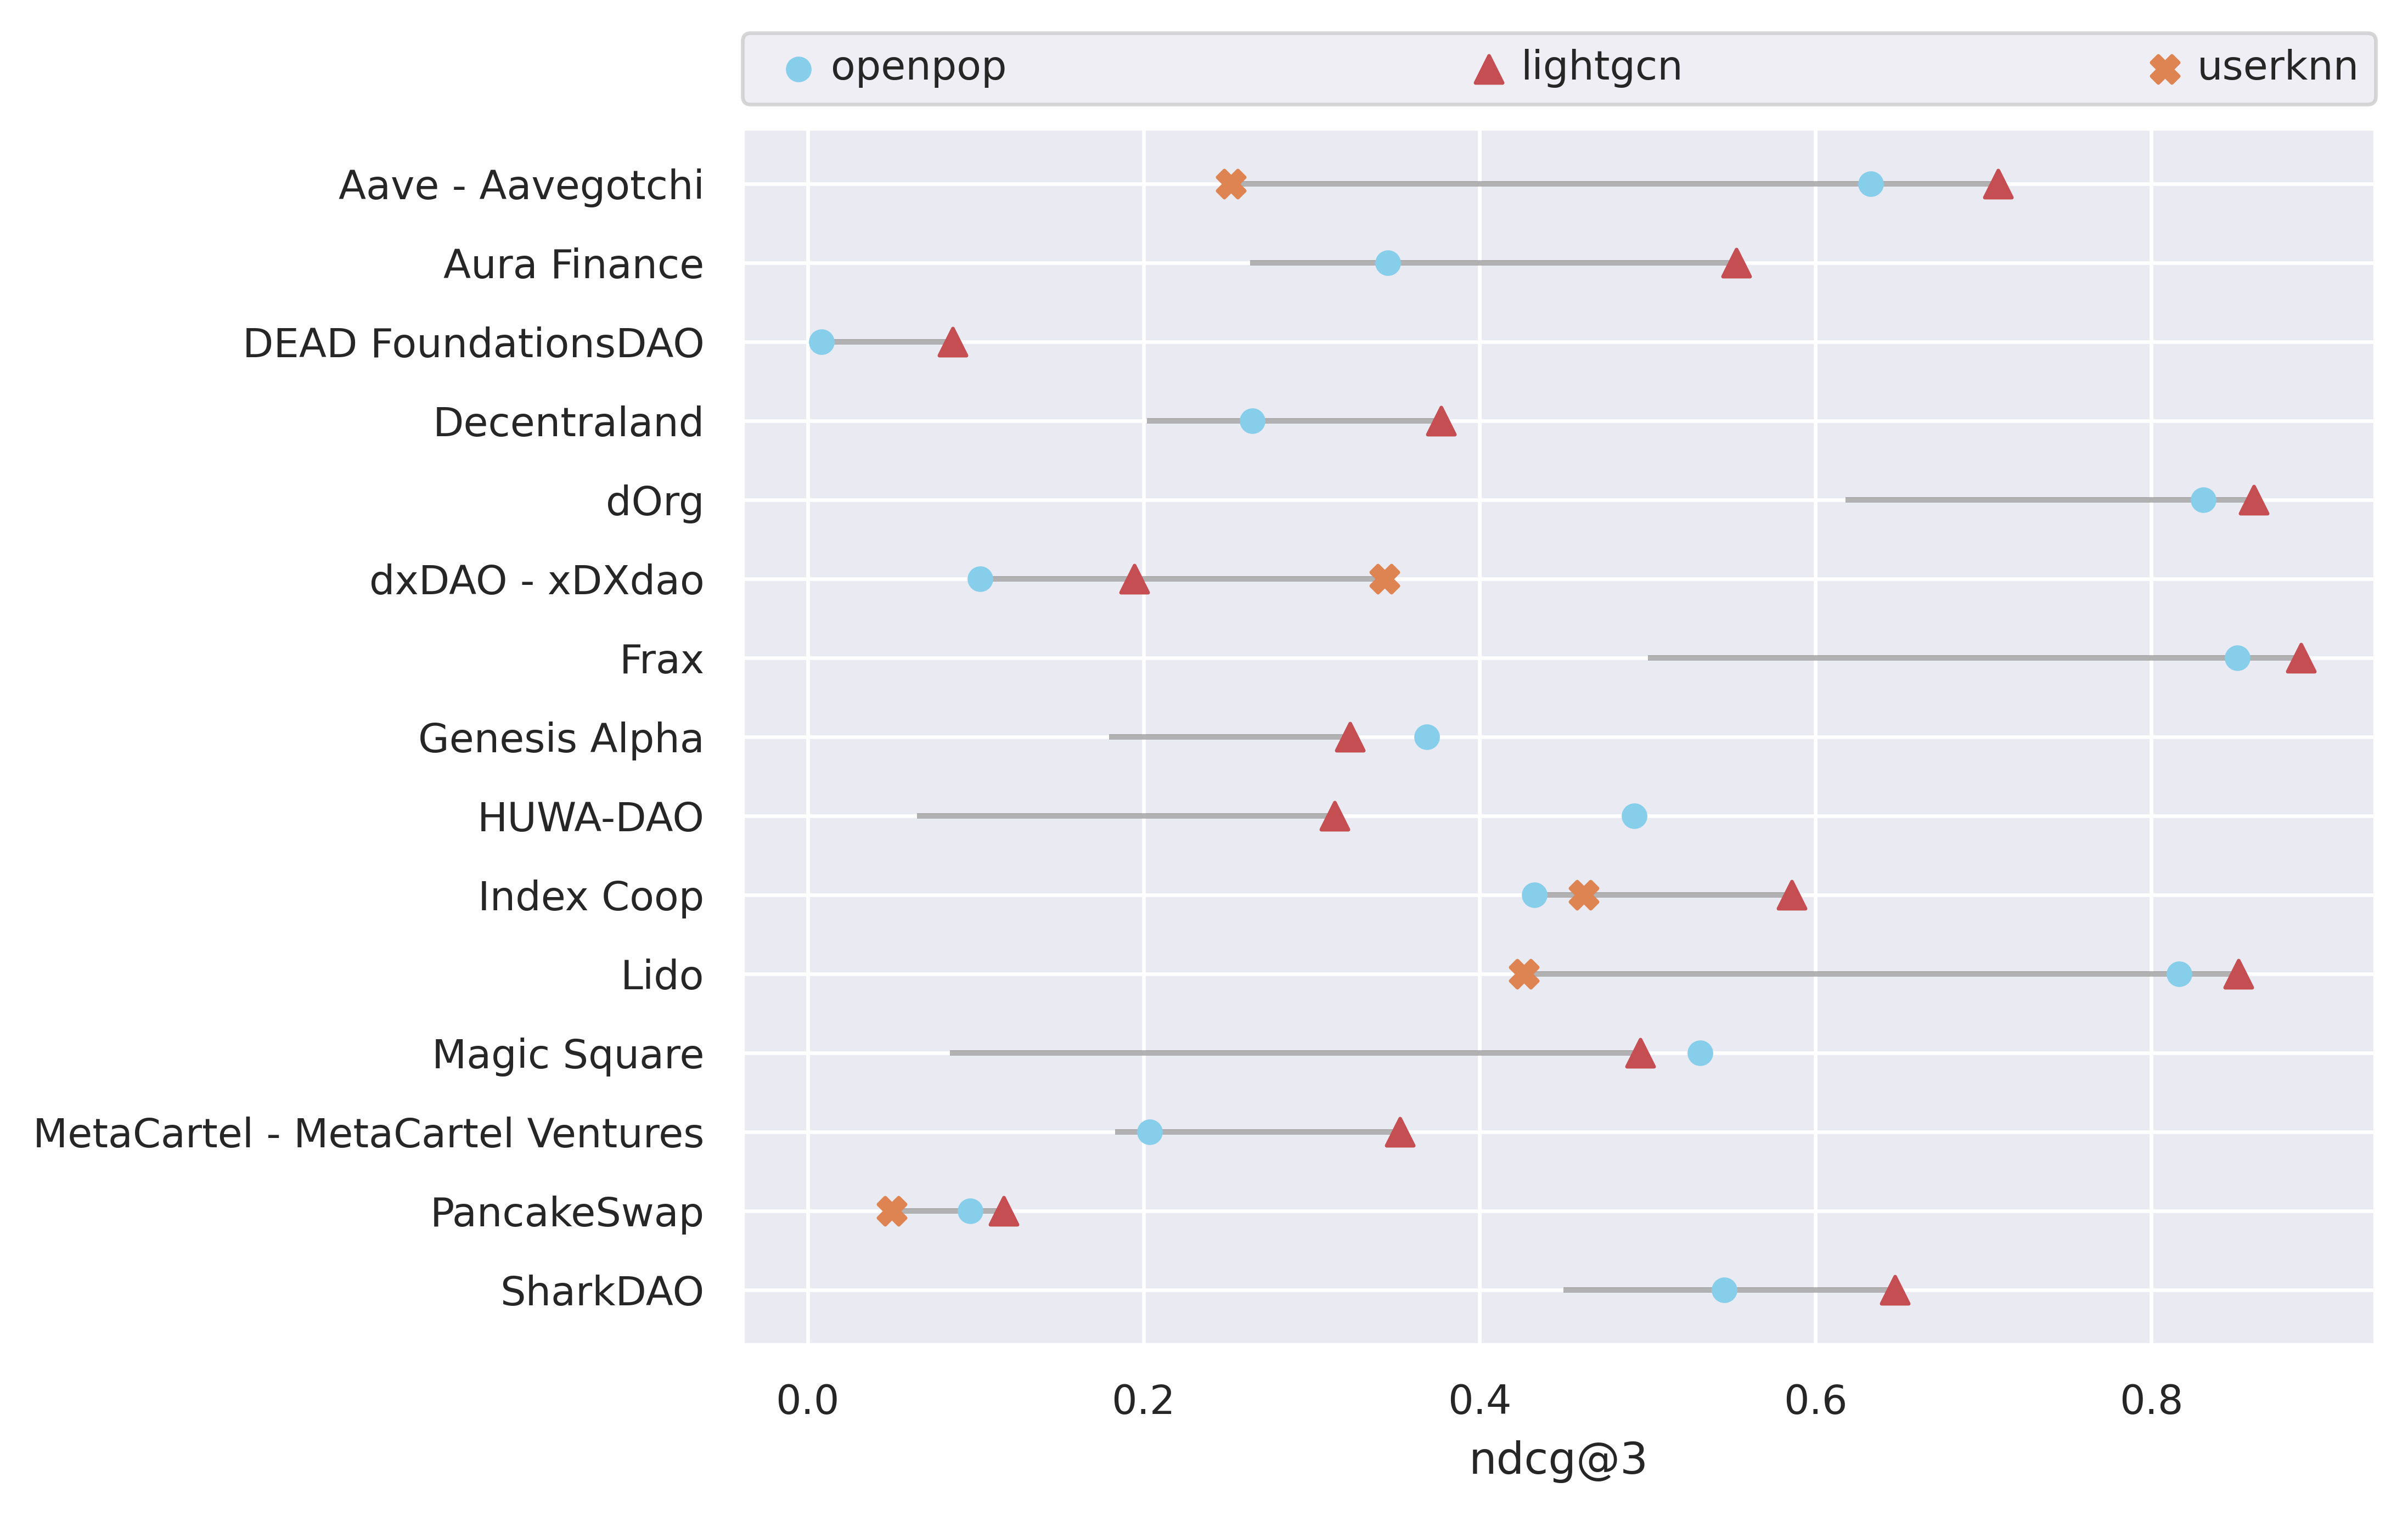 openpop lightgcn userknn
Aave - Aavegotchi
Aura Finance
DEAD FoundationsDAO
Decentraland
dOrg
dxDAO - xDXdao
Frax
Genesis Alpha
HUWA-DAO
Index Coop
Lido
Magic Square
MetaCartel - MetaCartel Ventures
PancakeSwap
SharkDAO
0.0 0.2 0.4 0.6 0.8
ndcg@3